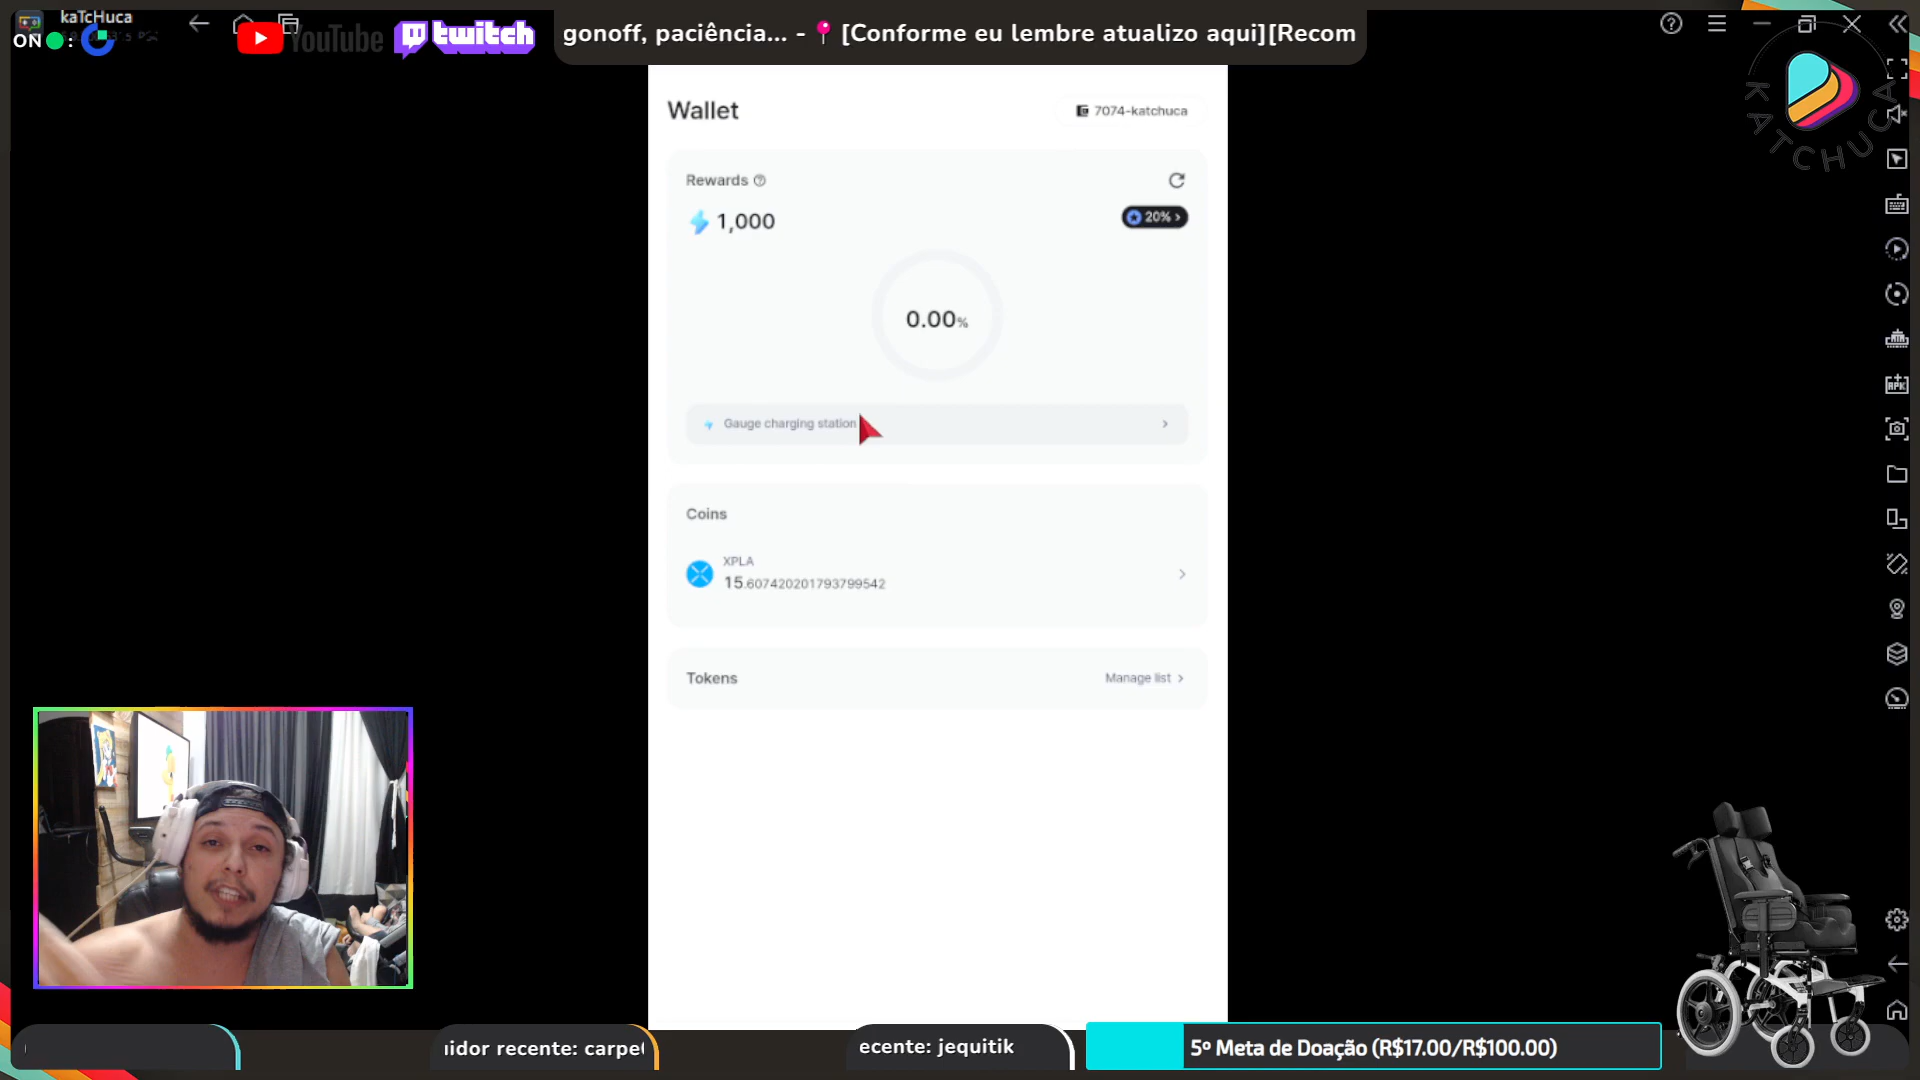 kaTcHuca
ON
:
YouTube
twitch
gonoff, paciência... - 📍 [Conforme eu lembre atualizo aqui][Recom
KATCHUCA
Wallet
7074-katchuca
Rewards
1,000
20% >
0.00%
Gauge charging station
Coins
XPLA
15.607420201793799542
Tokens
Manage list >
uidor recente: carpe
ecente: jequitik
5º Meta de Doação (R$17.00/R$100.00)